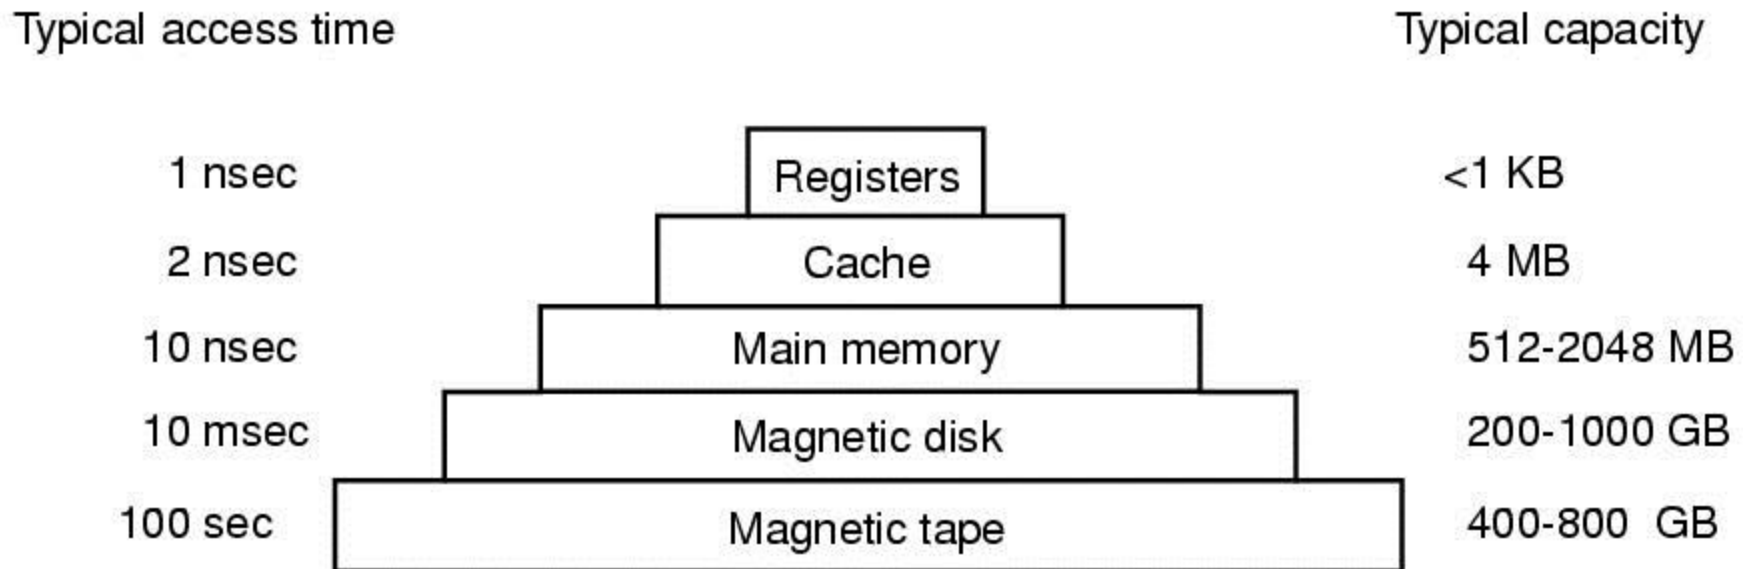 Typical access time Typical capacity
1 nsec Registers <1 KB
2 nsec Cache 4 MB
10 nsec Main memory 512-2048 MB
10 msec Magnetic disk 200-1000 GB
100 sec Magnetic tape 400-800 GB